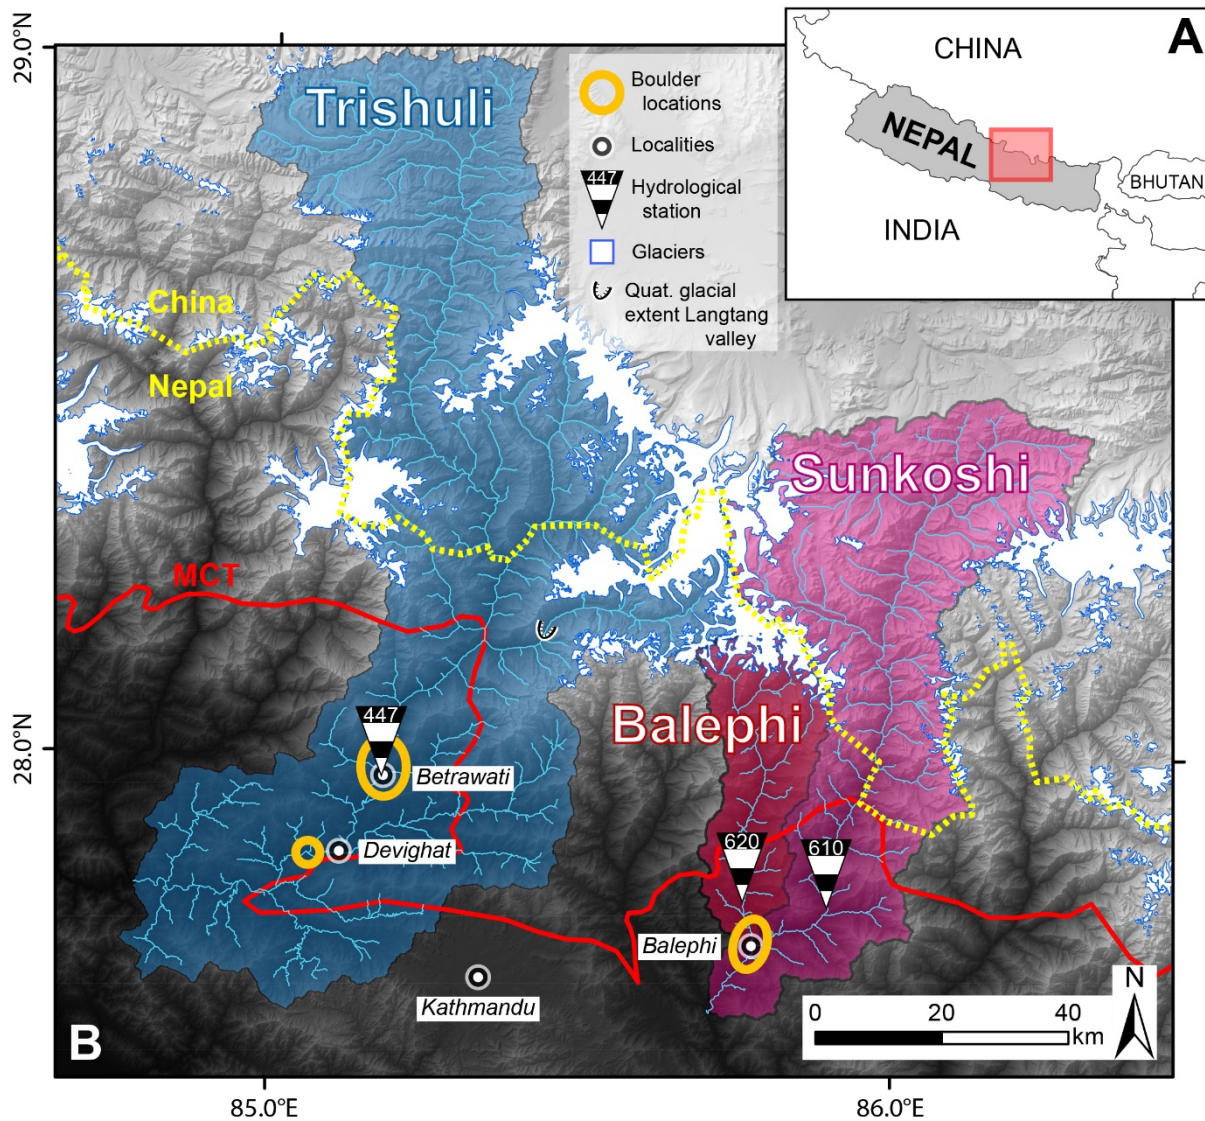 29.0°N
28.0°N
85.0°E
86.0°E
A
CHINA
NEPAL
BHUTAN
INDIA
Boulder
locations
Localities
447
Hydrological
station
Glaciers
Quat. glacial
extent Langtang
valley
Trishuli
China
Nepal
Sunkoshi
MCT
Balephi
447
Betrawati
Devighat
620
610
Balephi
Kathmandu
B
0 20 40
km
N